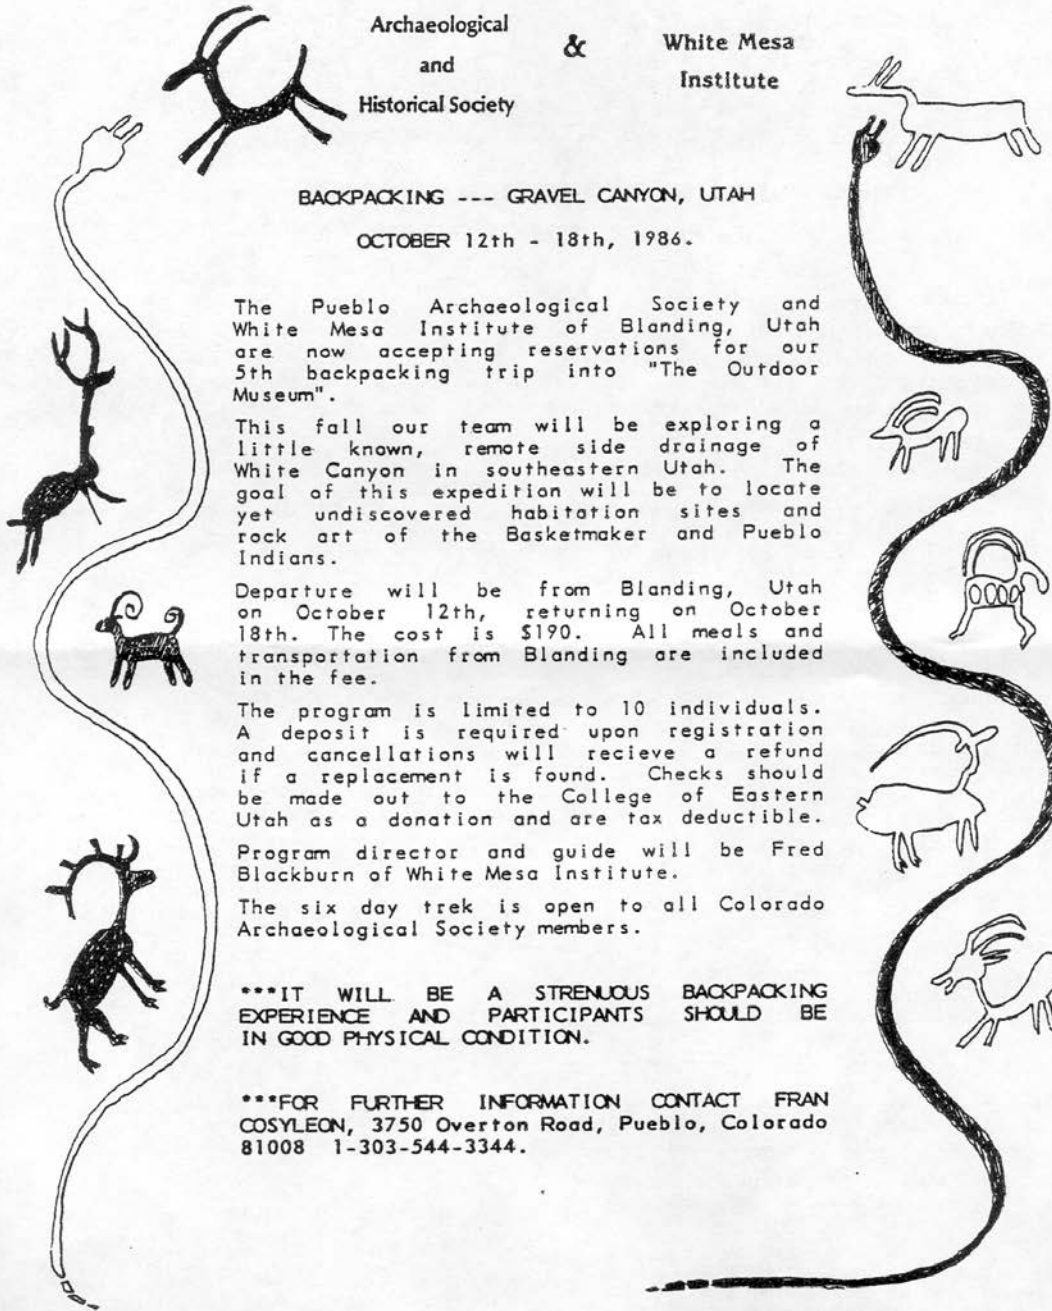 Archaeological
and
Historical Society
&
White Mesa
Institute
BACKPACKING --- GRAVEL CANYON, UTAH
OCTOBER 12th - 18th, 1986.
The Pueblo Archaeological Society and
White Mesa Institute of Blanding, Utah
are now accepting reservations for our
5th backpacking trip into "The Outdoor
Museum".
This fall our team will be exploring a
little known, remote side drainage of
White Canyon in southeastern Utah. The
goal of this expedition will be to locate
yet undiscovered habitation sites and
rock art of the Basketmaker and Pueblo
Indians.
Departure will be from Blanding, Utah
on October 12th, returning on October
18th. The cost is $190. All meals and
transportation from Blanding are included
in the fee.
The program is limited to 10 individuals.
A deposit is required upon registration
and cancellations will recieve a refund
if a replacement is found. Checks should
be made out to the College of Eastern
Utah as a donation and are tax deductible.
Program director and guide will be Fred
Blackburn of White Mesa Institute.
The six day trek is open to all Colorado
Archaeological Society members.
***IT WILL BE A STRENUOUS BACKPACKING
EXPERIENCE AND PARTICIPANTS SHOULD BE
IN GOOD PHYSICAL CONDITION.
***FOR FURTHER INFORMATION CONTACT FRAN
COSYLEON, 3750 Overton Road, Pueblo, Colorado
81008 1-303-544-3344.